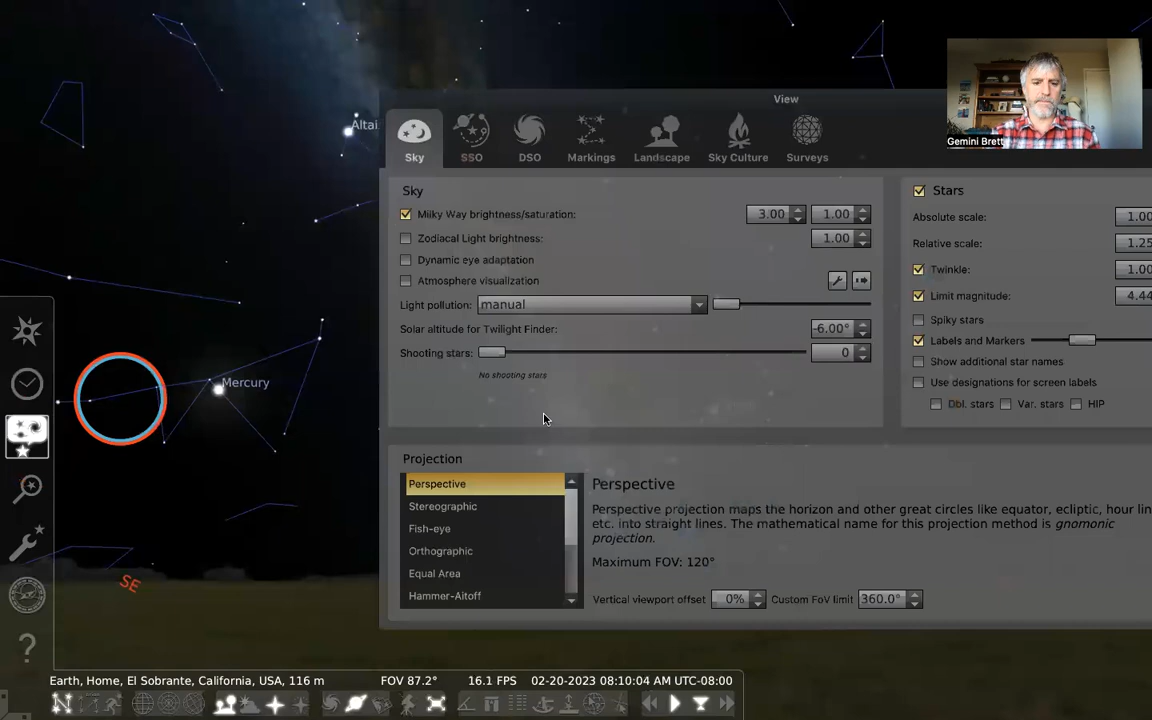 Altai
Gemini Brett
View
Sky
SSO
DSO
Markings
Landscape
Sky Culture
Surveys
Sky
Milky Way brightness/saturation:
3.00
1.00
Zodiacal Light brightness:
1.00
Dynamic eye adaptation
Atmosphere visualization
Light pollution:
manual
Solar altitude for Twilight Finder:
-6.00°
Shooting stars:
0
No shooting stars
Stars
Absolute scale:
1.00
Relative scale:
1.25
Twinkle:
1.00
Limit magnitude:
4.44
Spiky stars
Labels and Markers
Show additional star names
Use designations for screen labels
Dbl. stars
Var. stars
HIP
Mercury
SE
Projection
Perspective
Stereographic
Fish-eye
Orthographic
Equal Area
Hammer-Aitoff
Perspective
Perspective projection maps the horizon and other great circles like equator, ecliptic, hour lin
etc. into straight lines. The mathematical name for this projection method is gnomonic
projection.
Maximum FOV: 120°
Vertical viewport offset
0%
Custom FoV limit
360.0°
?
Earth, Home, El Sobrante, California, USA, 116 m
FOV 87.2°
16.1 FPS
02-20-2023 08:10:04 AM UTC-08:00